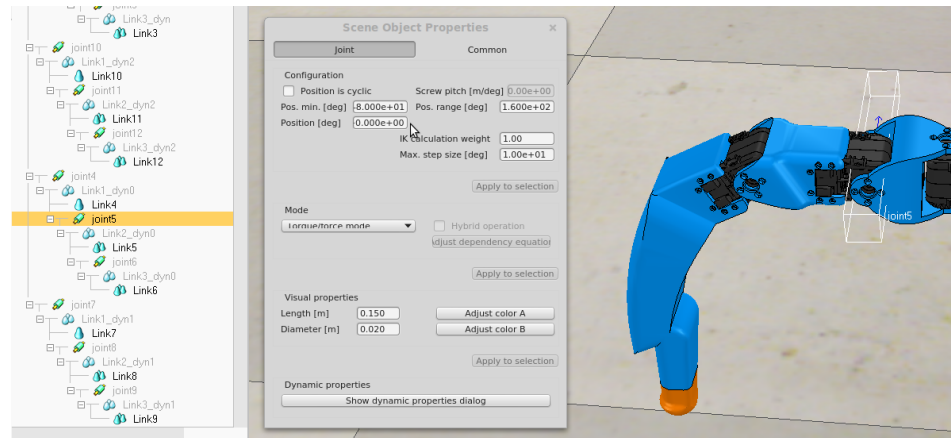 joint3
Link3_dyn
Link3
joint10
Link1_dyn2
Link10
joint11
Link2_dyn2
Link11
joint12
Link3_dyn2
Link12
joint4
Link1_dyn0
Link4
joint5
Link2_dyn0
Link5
joint6
Link3_dyn0
Link6
joint7
Link1_dyn1
Link7
joint8
Link2_dyn1
Link8
joint9
Link3_dyn1
Link9
Scene Object Properties
Joint Common
Configuration
Position is cyclic Screw pitch [m/deg] 0.00e+00
Pos. min. [deg] -8.000e+01 Pos. range [deg] 1.600e+02
Position [deg] -0.000e+00
IK calculation weight 1.00
Max. step size [deg] 1.00e+01
Apply to selection
Mode
Torque/force mode Hybrid operation
Adjust dependency equation
Apply to selection
Visual properties
Length [m] 0.150 Adjust color A
Diameter [m] 0.020 Adjust color B
Apply to selection
Dynamic properties
Show dynamic properties dialog
joint5